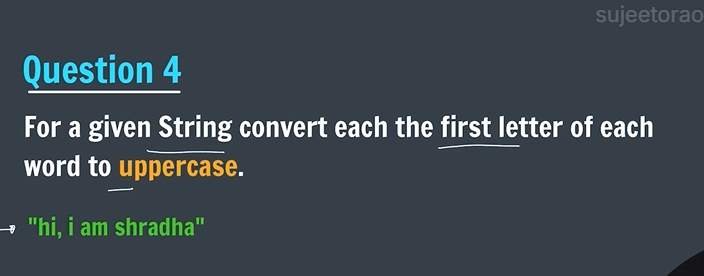 sujeetorao
Question 4
For a given String convert each the first letter of each
word to uppercase.
"hi, i am shradha"